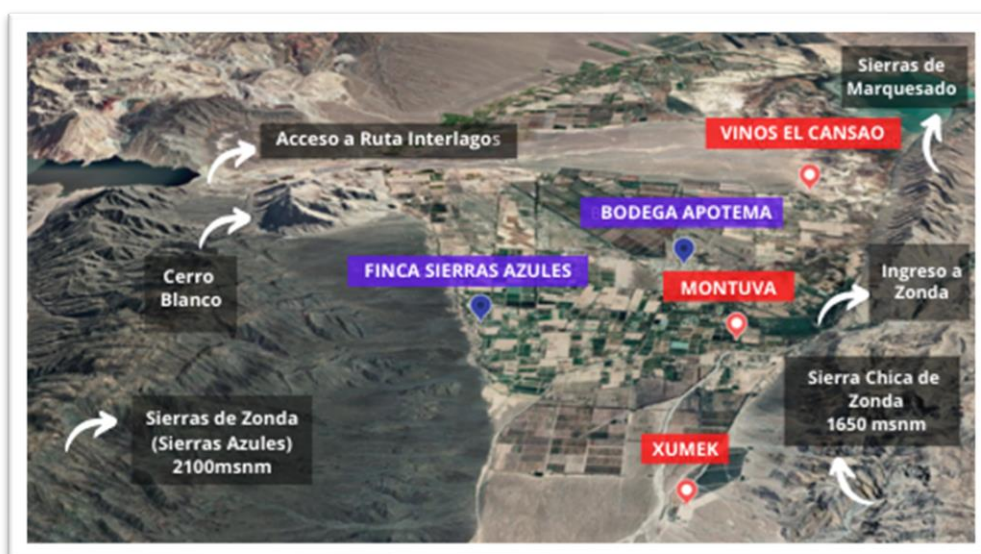 Sierras de
Marquesado
Acceso a Ruta Interlagos
VINOS EL CANSAO
BODEGA APOTEMA
FINCA SIERRAS AZULES
Cerro
Blanco
MONTUVA
Ingreso a
Zonda
Sierra Chica de
Zonda
1650 msnm
Sierras de Zonda
(Sierras Azules)
2100msnm
XUMEK